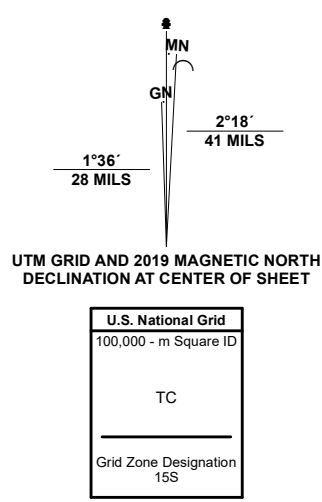 MN
GN
2°18´
41 MILS
1°36´
28 MILS
UTM GRID AND 2019 MAGNETIC NORTH
DECLINATION AT CENTER OF SHEET
U.S. National Grid
100,000 - m Square ID
TC
Grid Zone Designation
15S